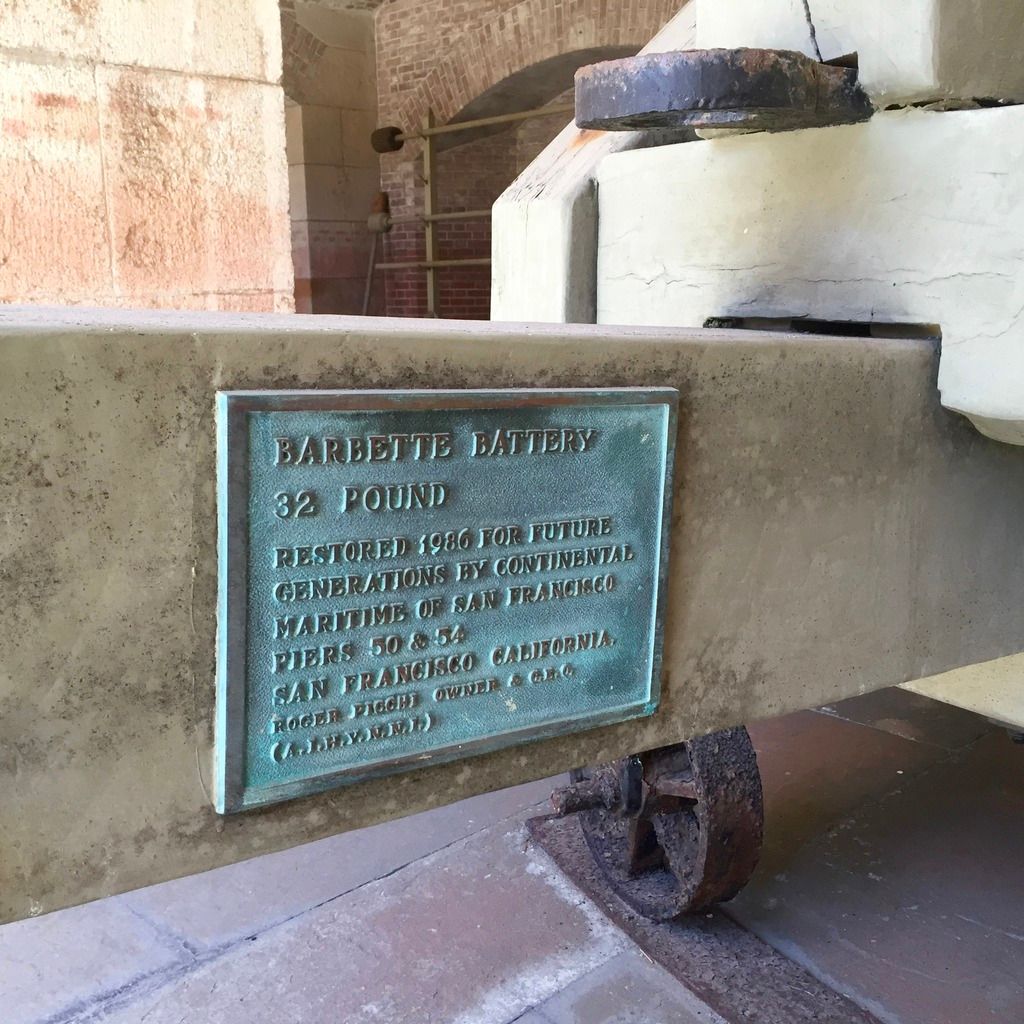 BARBETTE BATTERY
32 POUND
RESTORED 1986 FOR FUTURE
GENERATIONS BY CONTINENTAL
MARITIME OF SAN FRANCISCO
PIERS 50 & 54
SAN FRANCISCO CALIFORNIA.
ROGER PICCHI OWNER & C.E.O.
(A.J.H.Y.N.N.I.)